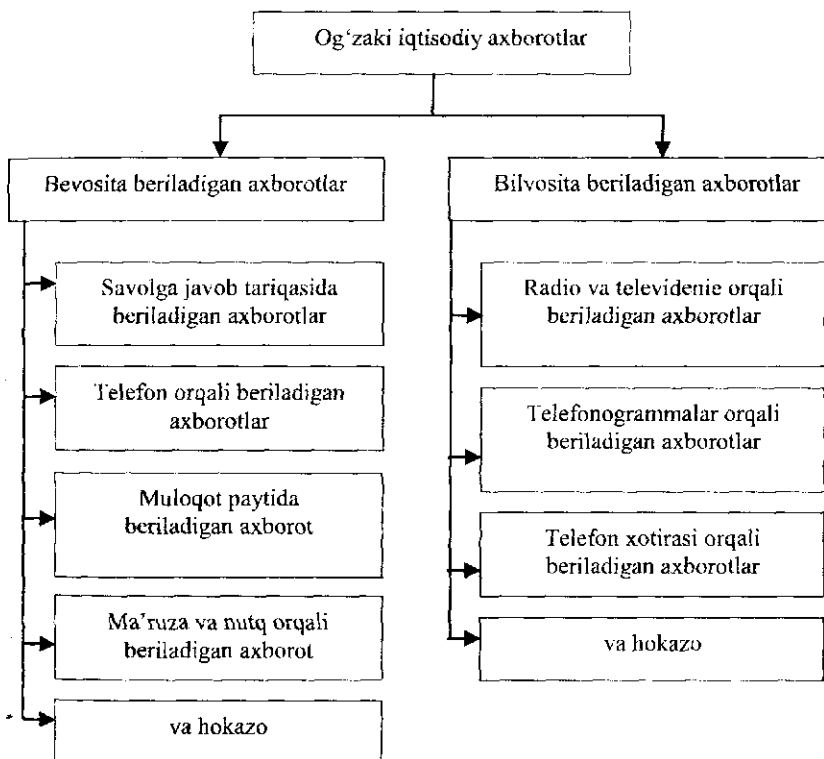 Og‘zaki iqtisodiy axborotlar
Bevosita beriladigan axborotlar
Savolga javob tariqasida
beriladigan axborotlar
Telefon orqali beriladigan
axborotlar
Muloqot paytida
beriladigan axborot
Ma’ruza va nutq orqali
beriladigan axborot
va hokazo
Bilvosita beriladigan axborotlar
Radio va televidenie orqali
beriladigan axborotlar
Telefonogrammalar orqali
beriladigan axborotlar
Telefon xotirasi orqali
beriladigan axborotlar
va hokazo